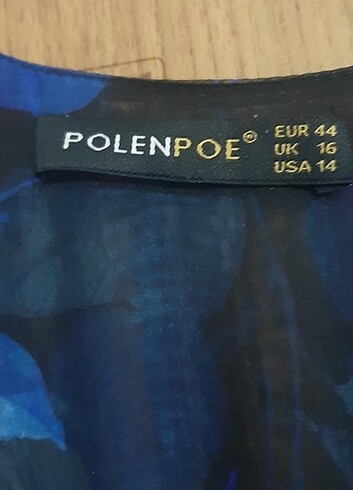 POLENPOE®
EUR 44
UK 16
USA 14